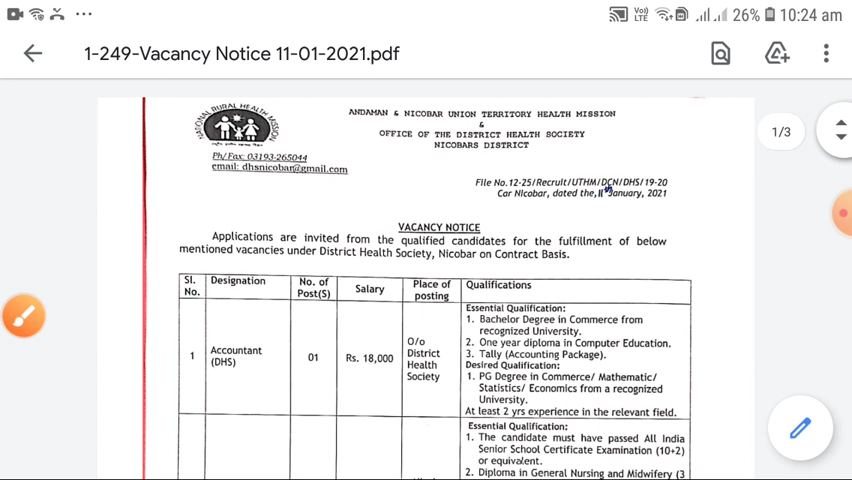 Vo)) LTE 26% 10:24 am
1-249-Vacancy Notice 11-01-2021.pdf
1/3
NATIONAL RURAL HEALTH MISSION
ANDAMAN & NICOBAR UNION TERRITORY HEALTH MISSION
&
OFFICE OF THE DISTRICT HEALTH SOCIETY
NICOBARS DISTRICT
Ph/Fax: 03193-265044
email: dhsnicobar@gmail.com
File No.12-25/Recruit/UTHM/DCN/DHS/19-20
Car Nicobar, dated the, 11th January, 2021
VACANCY NOTICE
Applications are invited from the qualified candidates for the fulfillment of below
mentioned vacancies under District Health Society, Nicobar on Contract Basis.
Sl. No. Designation No. of Post(S) Salary Place of posting Qualifications
1 Accountant (DHS) 01 Rs. 18,000 O/o District Health Society
Essential Qualification:
1. Bachelor Degree in Commerce from
recognized University.
2. One year diploma in Computer Education.
3. Tally (Accounting Package).
Desired Qualification:
1. PG Degree in Commerce/ Mathematic/
Statistics/ Economics from a recognized
University.
At least 2 yrs experience in the relevant field.
Essential Qualification:
1. The candidate must have passed All India
Senior School Certificate Examination (10+2)
or equivalent.
2. Diploma in General Nursing and Midwifery (3